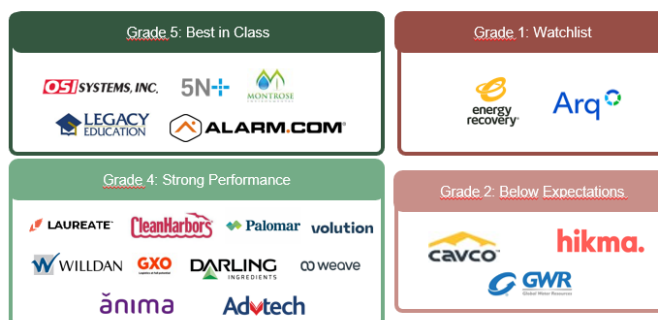 Grade 5: Best in Class
OSI SYSTEMS, INC.
5N+
MONTROSE
LEGACY
EDUCATION
ALARM.COM
Grade 1: Watchlist
energy
recovery
Arq
Grade 4: Strong Performance
LAUREATE
CleanHarbors
Palomar
volution
WILLDAN
GXO
DARLING
INGREDIENTS
weave
ānima
Advtech
Grade 2: Below Expectations
CAVCO
hikma.
GWR
Global Water Resources